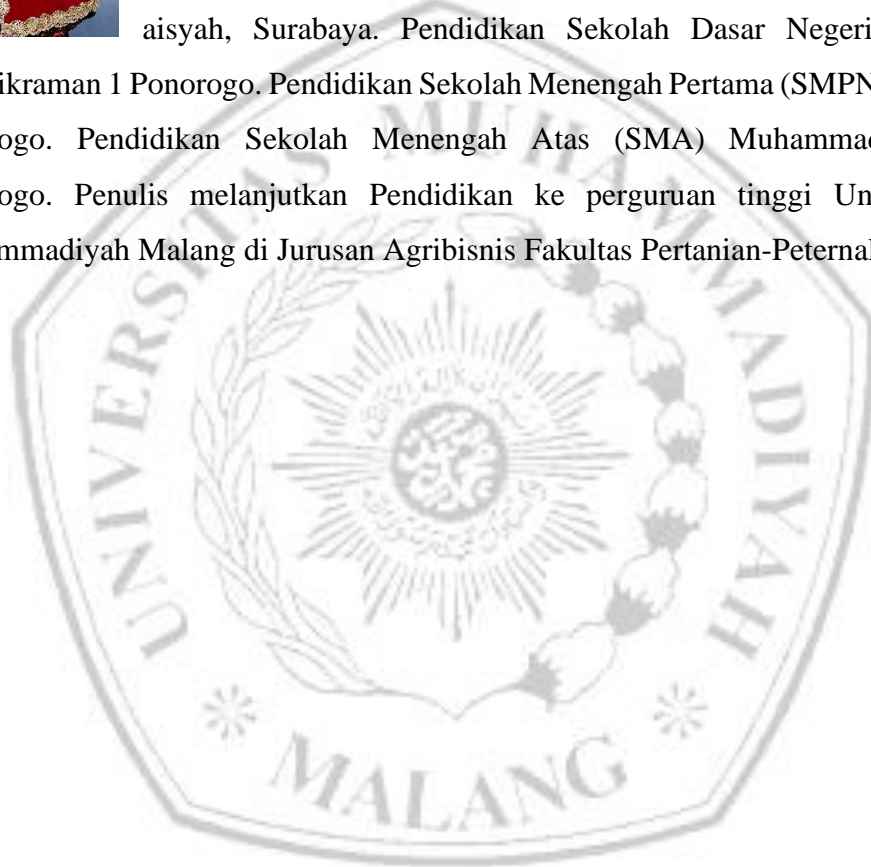 aisyah, Surabaya. Pendidikan Sekolah Dasar Negeri
ikraman 1 Ponorogo. Pendidikan Sekolah Menengah Pertama (SMPN
ogo. Pendidikan Sekolah Menengah Atas (SMA) Muhammad
ogo. Penulis melanjutkan Pendidikan ke perguruan tinggi Un
mmadiyah Malang di Jurusan Agribisnis Fakultas Pertanian-Peternal
UNIVERSITAS MUHAMMADIYAH
MALANG